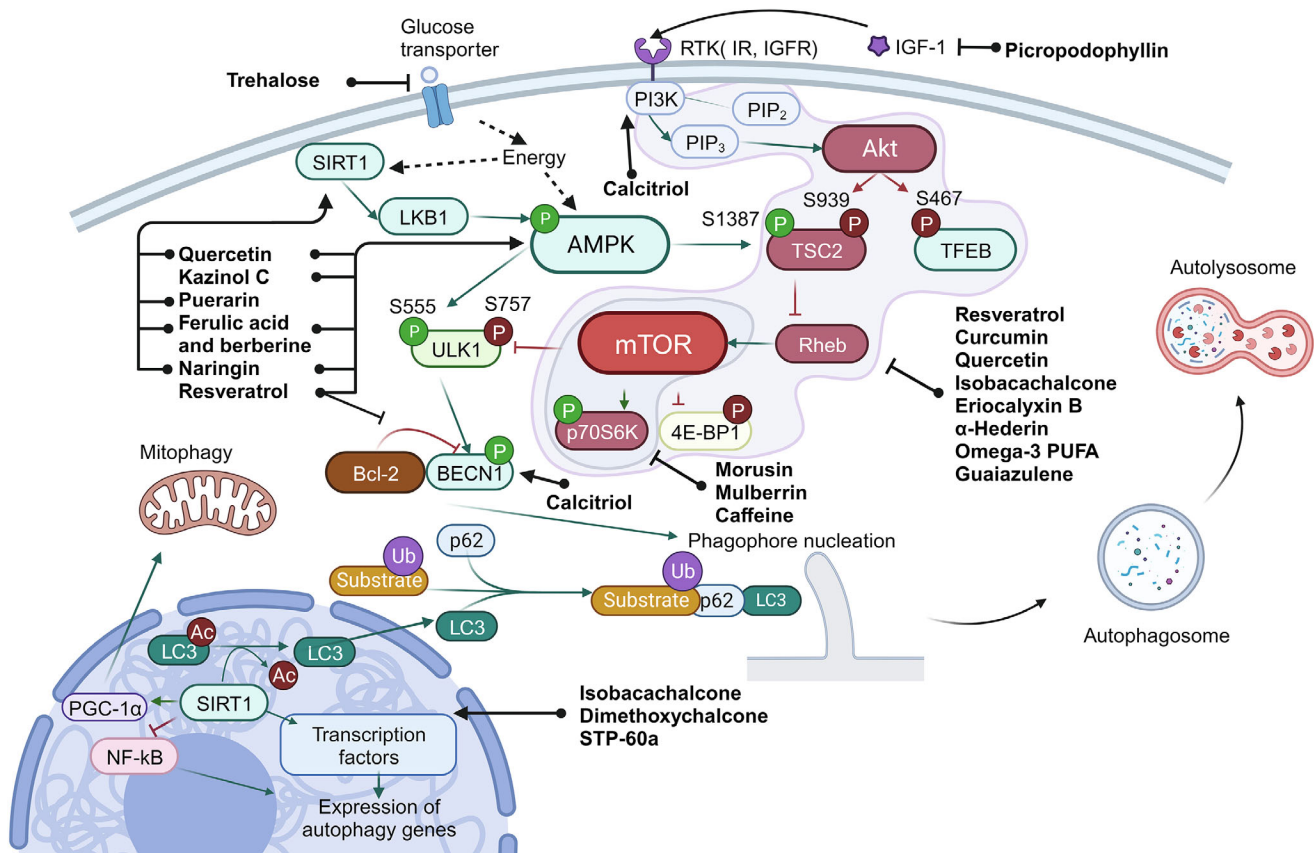 Glucose
transporter
RTK( IR, IGFR)
IGF-1
Picropodophyllin
Trehalose
PI3K
PIP2
PIP3
Akt
Energy
SIRT1
Calcitriol
LKB1
P
AMPK
S1387
S939
S467
P
P
P
TSC2
TFEB
Quercetin
Kazinol C
Puerarin
Ferulic acid
and berberine
Naringin
Resveratrol
S555
S757
P
P
ULK1
mTOR
Rheb
Autolysosome
Resveratrol
Curcumin
Quercetin
Isobacachalcone
Eriocalyxin B
α-Hederin
Omega-3 PUFA
Guaiazulene
P
p70S6K
P
4E-BP1
Mitophagy
Bcl-2
P
BECN1
Calcitriol
Morusin
Mulberrin
Caffeine
Phagophore nucleation
p62
Ub
Substrate
LC3
Ub
Substrate
p62
LC3
Autophagosome
Ac
LC3
LC3
Ac
PGC-1α
SIRT1
NF-kB
Transcription
factors
Isobacachalcone
Dimethoxychalcone
STP-60a
Expression of
autophagy genes